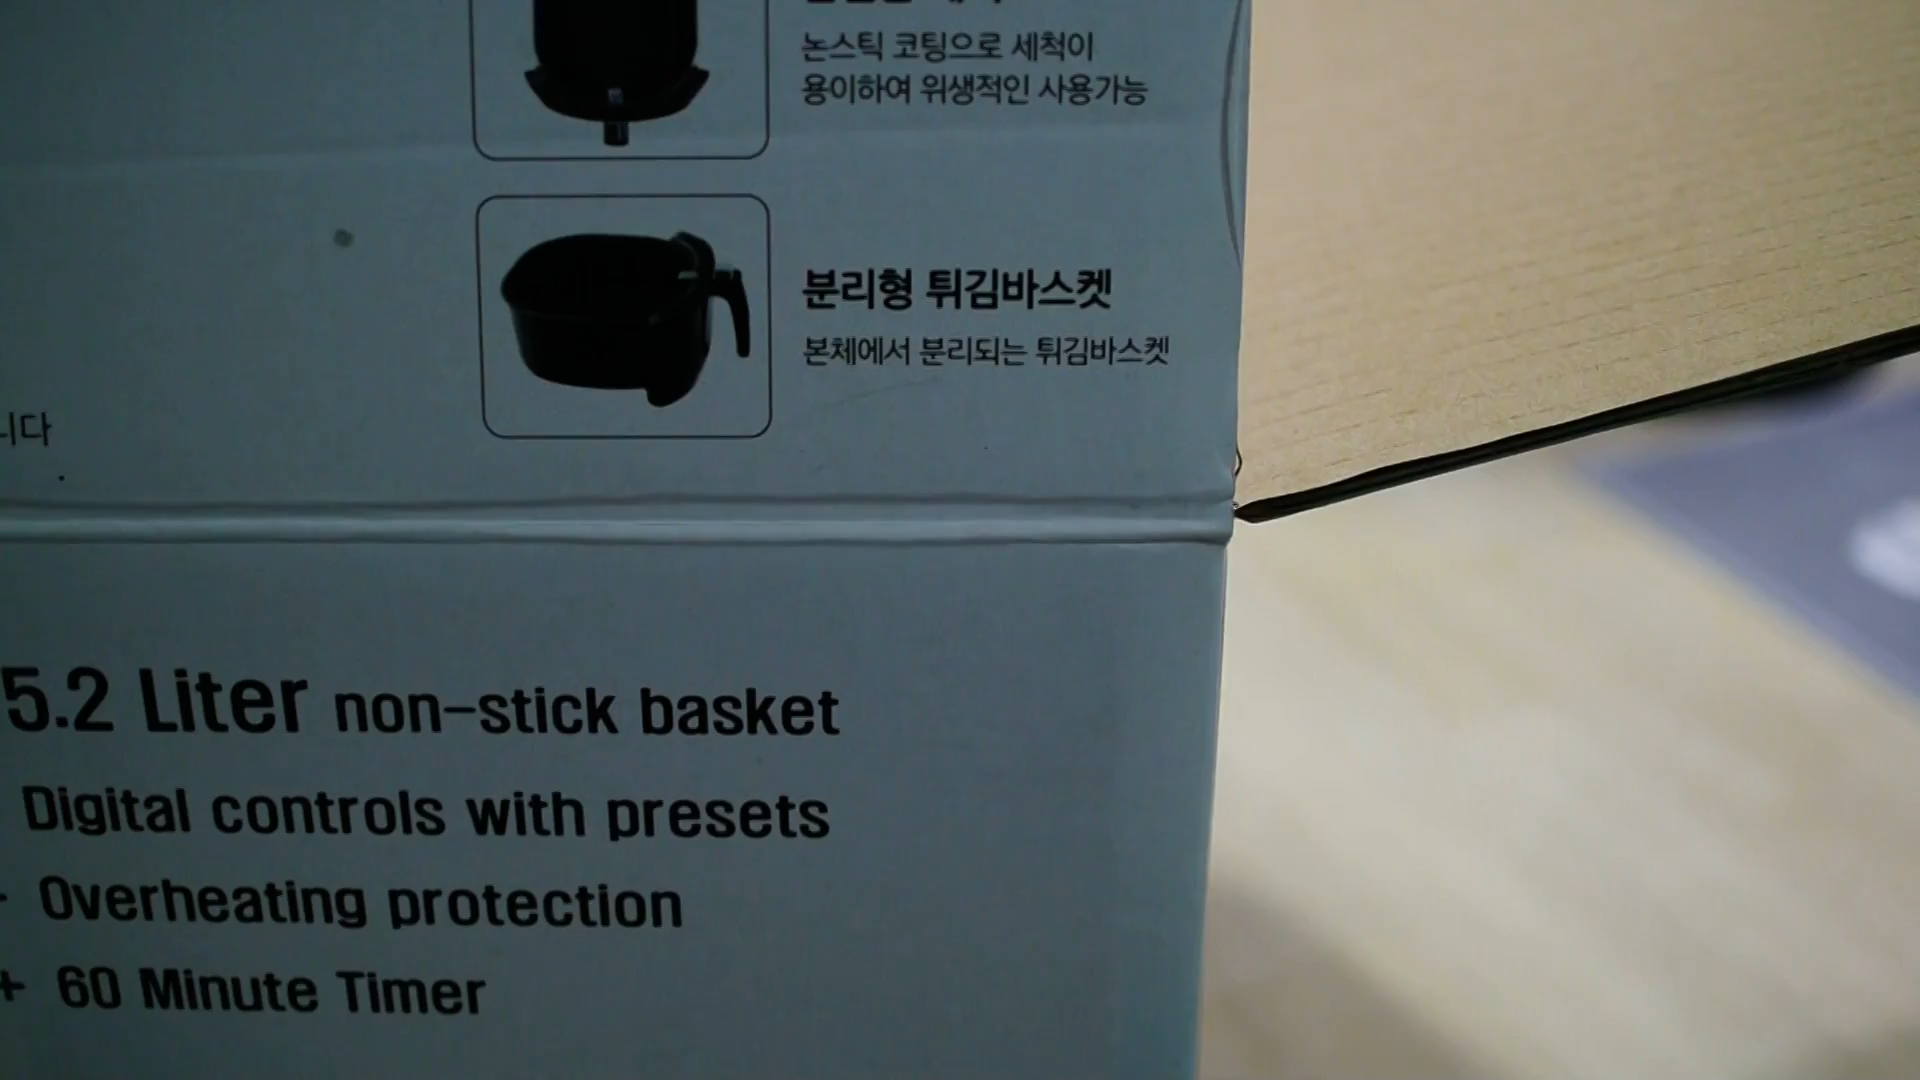 논스틱 코팅으로 세척이
용이하여 위생적인 사용가능
분리형 튀김바스켓
본체에서 분리되는 튀김바스켓
니다
5.2 Liter non-stick basket
Digital controls with presets
Overheating protection
+ 60 Minute Timer